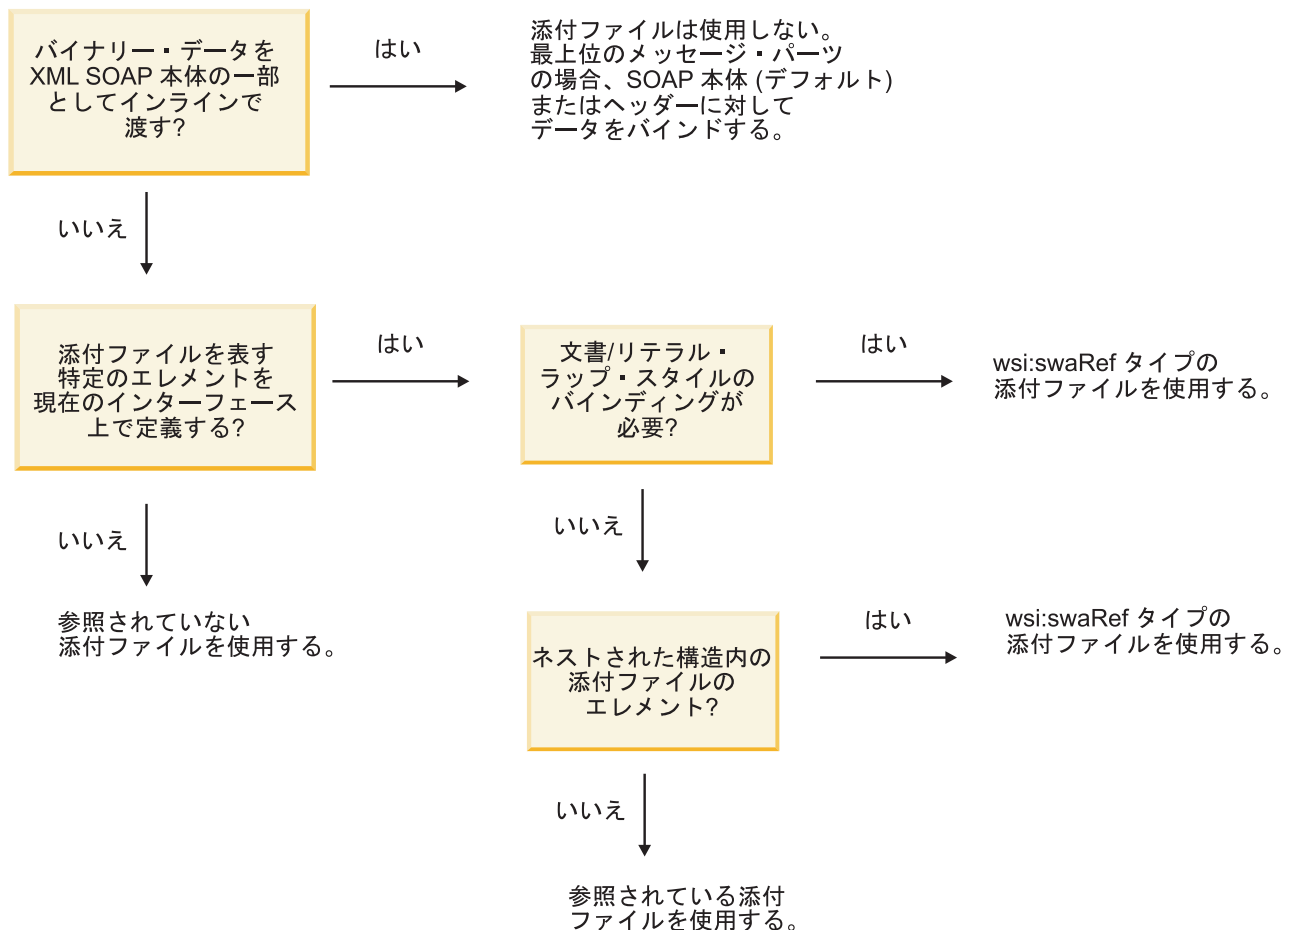 バイナリー・データを
XML SOAP 本体の一部
としてインラインで
渡す?
はい
添付ファイルは使用しない。
最上位のメッセージ・パーツ
の場合、SOAP 本体 (デフォルト)
またはヘッダーに対して
データをバインドする。
いいえ
添付ファイルを表す
特定のエレメントを
現在のインターフェース
上で定義する?
はい
文書/リテラル・
ラップ・スタイルの
バインディングが
必要?
はい
wsi:swaRef タイプの
添付ファイルを使用する。
いいえ
参照されていない
添付ファイルを使用する。
いいえ
ネストされた構造内の
添付ファイルの
エレメント?
はい
wsi:swaRef タイプの
添付ファイルを使用する。
いいえ
参照されている添付
ファイルを使用する。